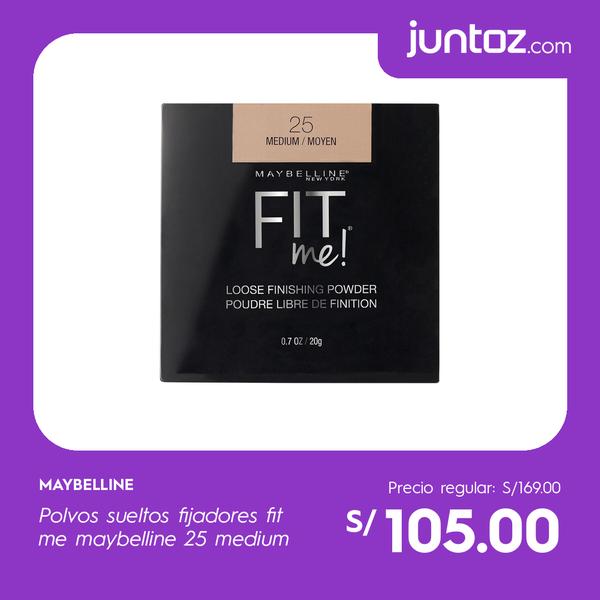 juntoz.com
25
MEDIUM / MOYEN
MAYBELLINE®
NEW YORK
FIT
me!®
LOOSE FINISHING POWDER
POUDRE LIBRE DE FINITION
0.7 OZ / 20g
MAYBELLINE
Polvos sueltos fijadores fit
me maybelline 25 medium
Precio regular: S/169.00
S/105.00